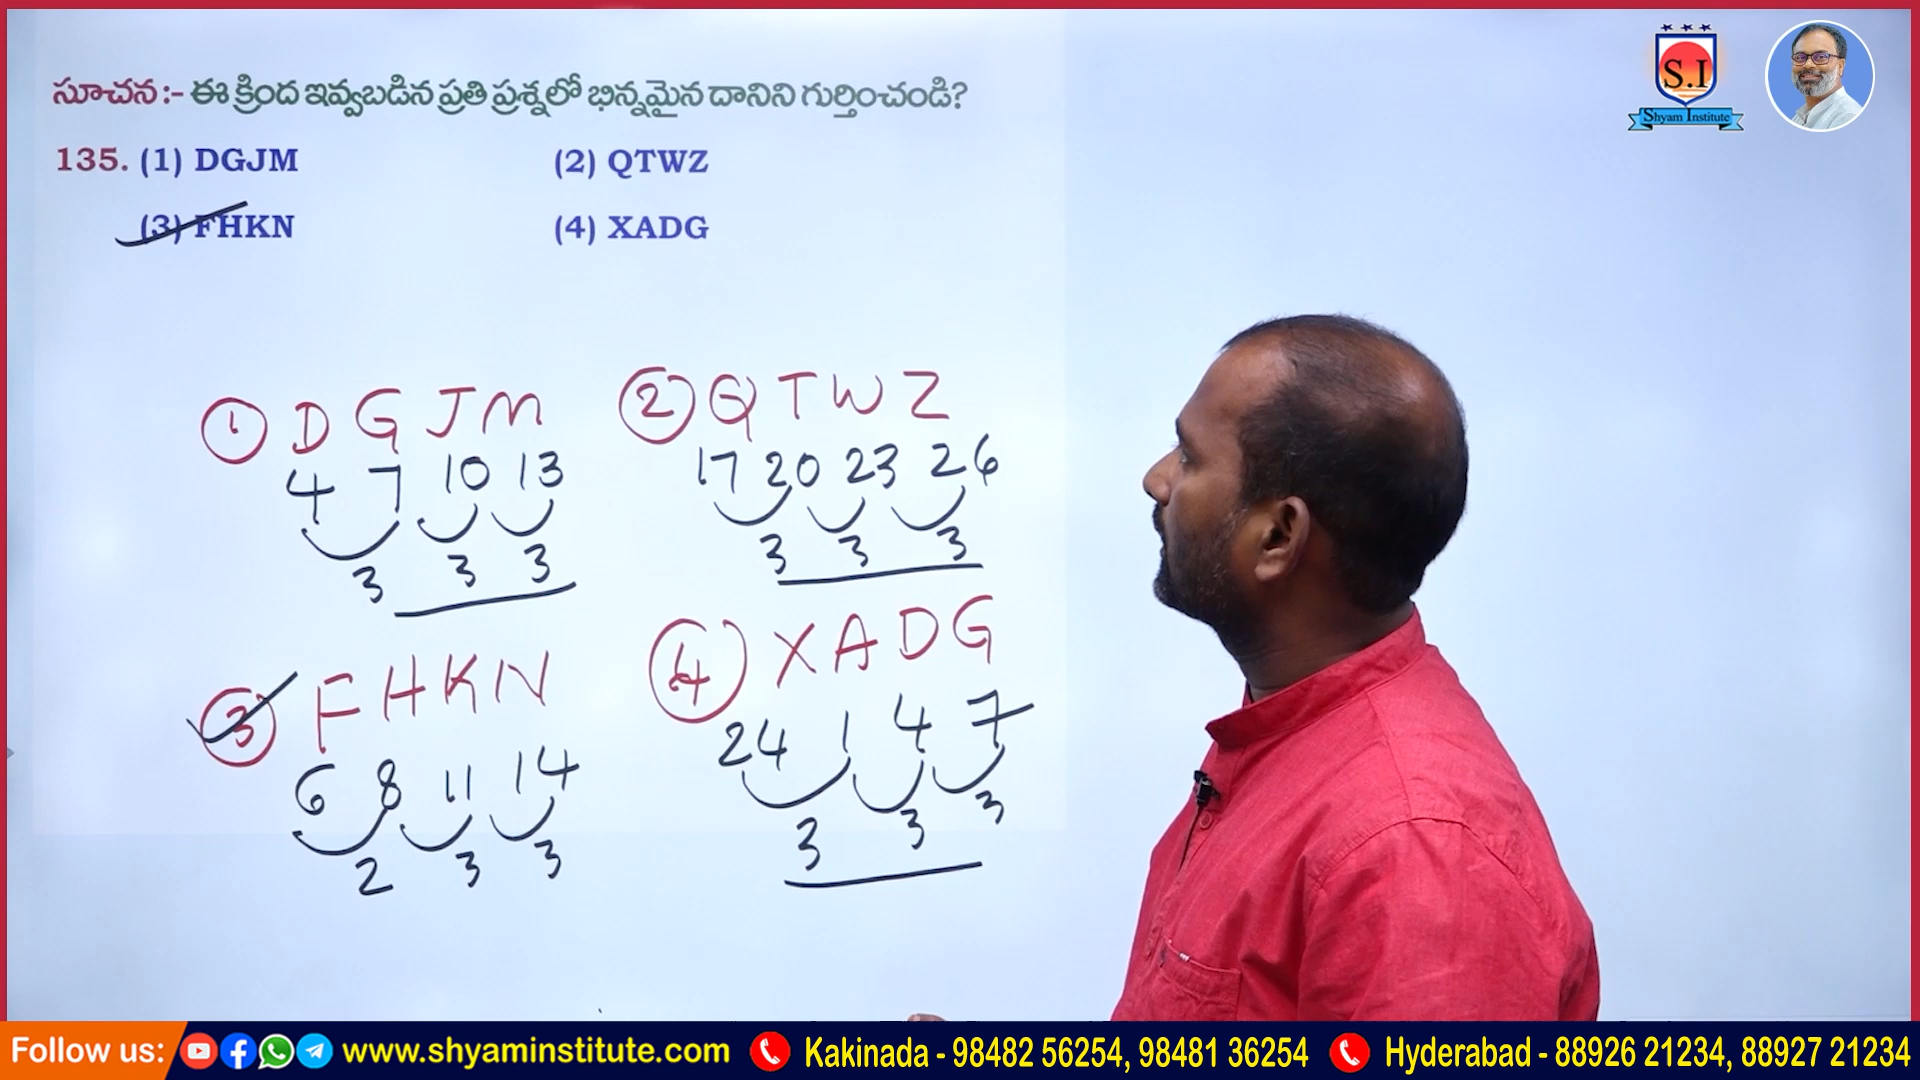 సూచన :- ఈ క్రింద ఇవ్వబడిన ప్రతి ప్రశ్నలో భిన్నమైన దానిని గుర్తించండి?
135. (1) DGJM (2) QTWZ
(3) FHKN (4) XADG
S.I
Shyam Institute
1 D G J M
4 7 10 13
3 3 3
2 Q T W Z
17 20 23 26
3 3 3
3 F H K N
6 8 11 14
2 3 3
4 X A D G
24 1 4 7
3 3 3
Follow us: www.shyaminstitute.com Kakinada - 98482 56254, 98481 36254 Hyderabad - 88926 21234, 88927 21234